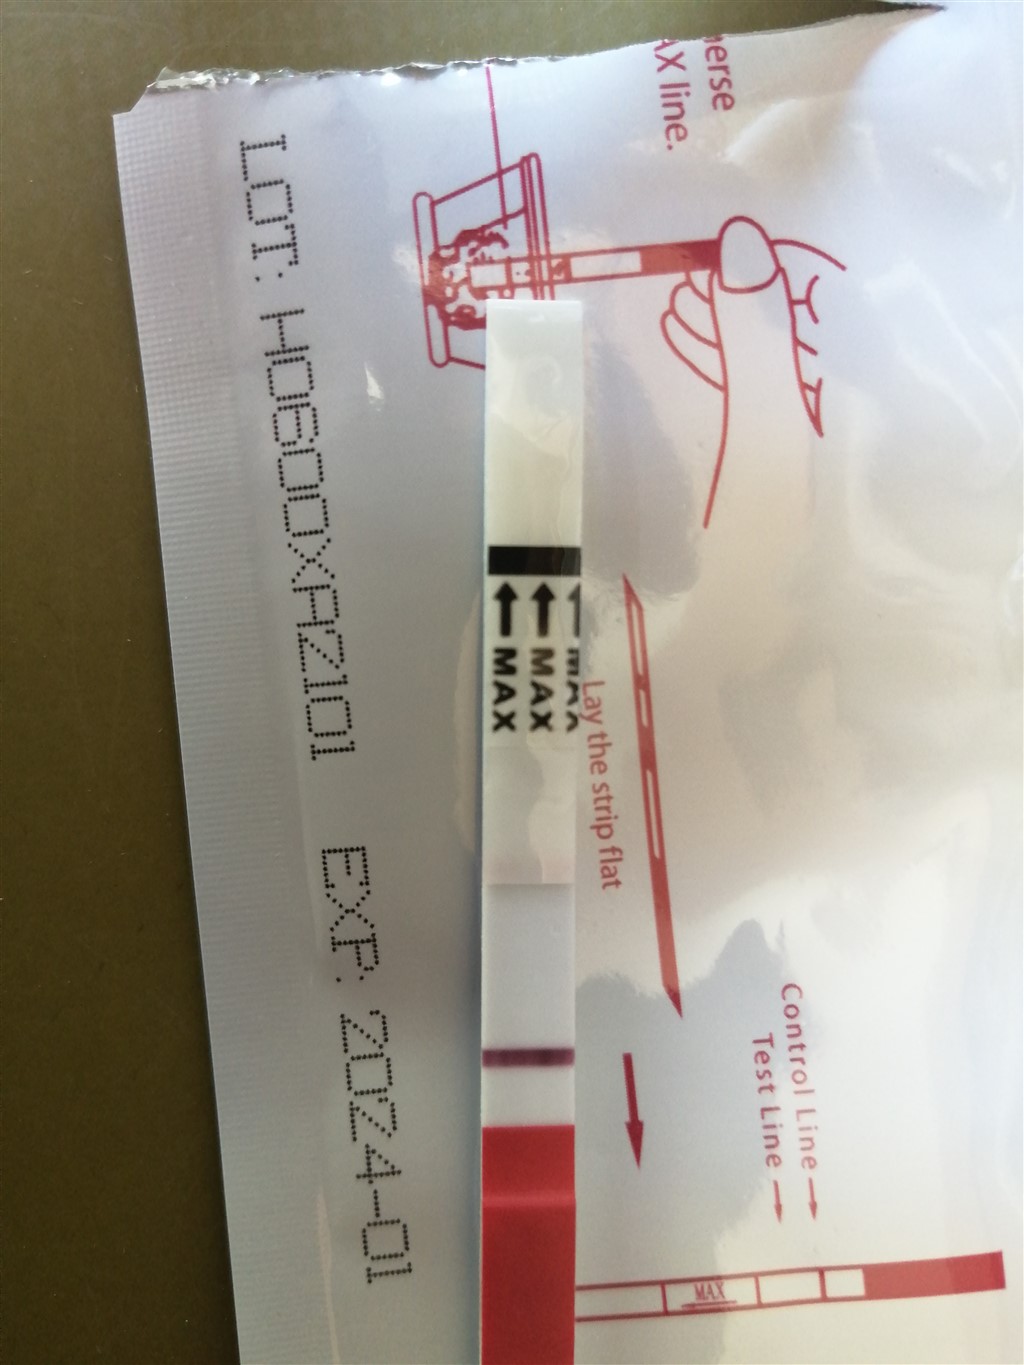 erse
AX line.
LOT: H0600XAZ101 EXP. 2024-01
MAX
MAX
MAX
Lay the strip flat
Control Line
Test Line
MAX